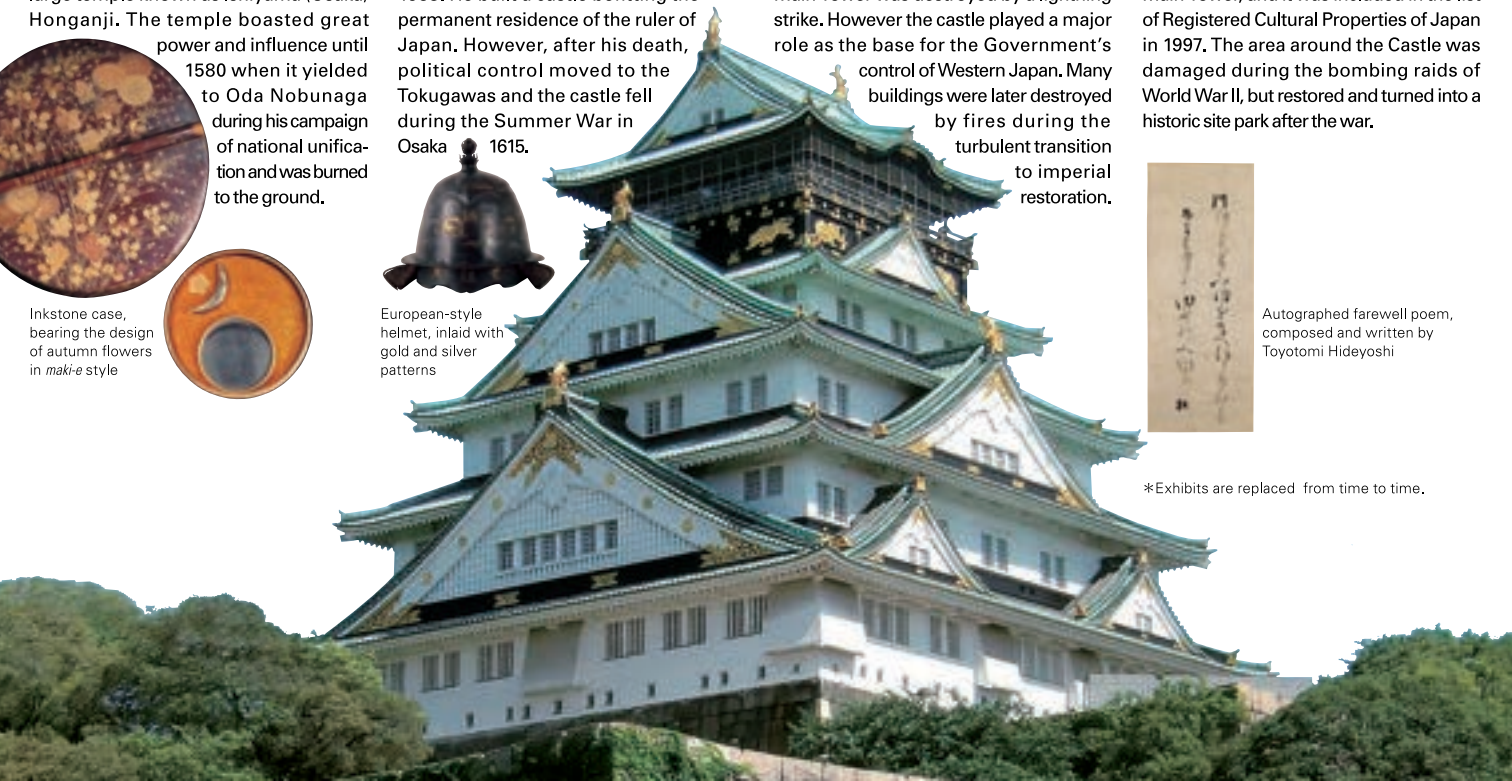 Honganji. The temple boasted great
power and influence until
1580 when it yielded
to Oda Nobunaga
during his campaign
of national unifica-
tion and was burned
to the ground.
Inkstone case,
bearing the design
of autumn flowers
in maki-e style
permanent residence of the ruler of
Japan. However, after his death,
political control moved to the
Tokugawas and the castle fell
during the Summer War in
Osaka 1615.
European-style
helmet, inlaid with
gold and silver
patterns
strike. However the castle played a major
role as the base for the Government's
control of Western Japan. Many
buildings were later destroyed
by fires during the
turbulent transition
to imperial
restoration.
of Registered Cultural Properties of Japan
in 1997. The area around the Castle was
damaged during the bombing raids of
World War II, but restored and turned into a
historic site park after the war.
Autographed farewell poem,
composed and written by
Toyotomi Hideyoshi
*Exhibits are replaced from time to time.